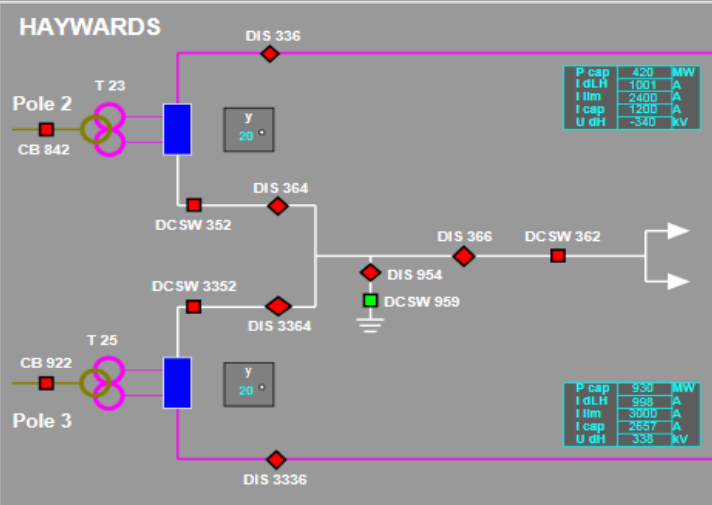 HAYWARDS
DIS 336
T 23
Pole 2
CB 842
y
20 °
P cap 420 MW
I dLH 1001 A
I lim 2400 A
I cap 1200 A
U dH -340 kV
DIS 364
DCSW 352
DIS 366
DCSW 362
DIS 954
DCSW 3352
DCSW 959
DIS 3364
T 25
CB 922
y
20 °
Pole 3
P cap 930 MW
I dLH 998 A
I lim 3000 A
I cap 2657 A
U dH 338 kV
DIS 3336